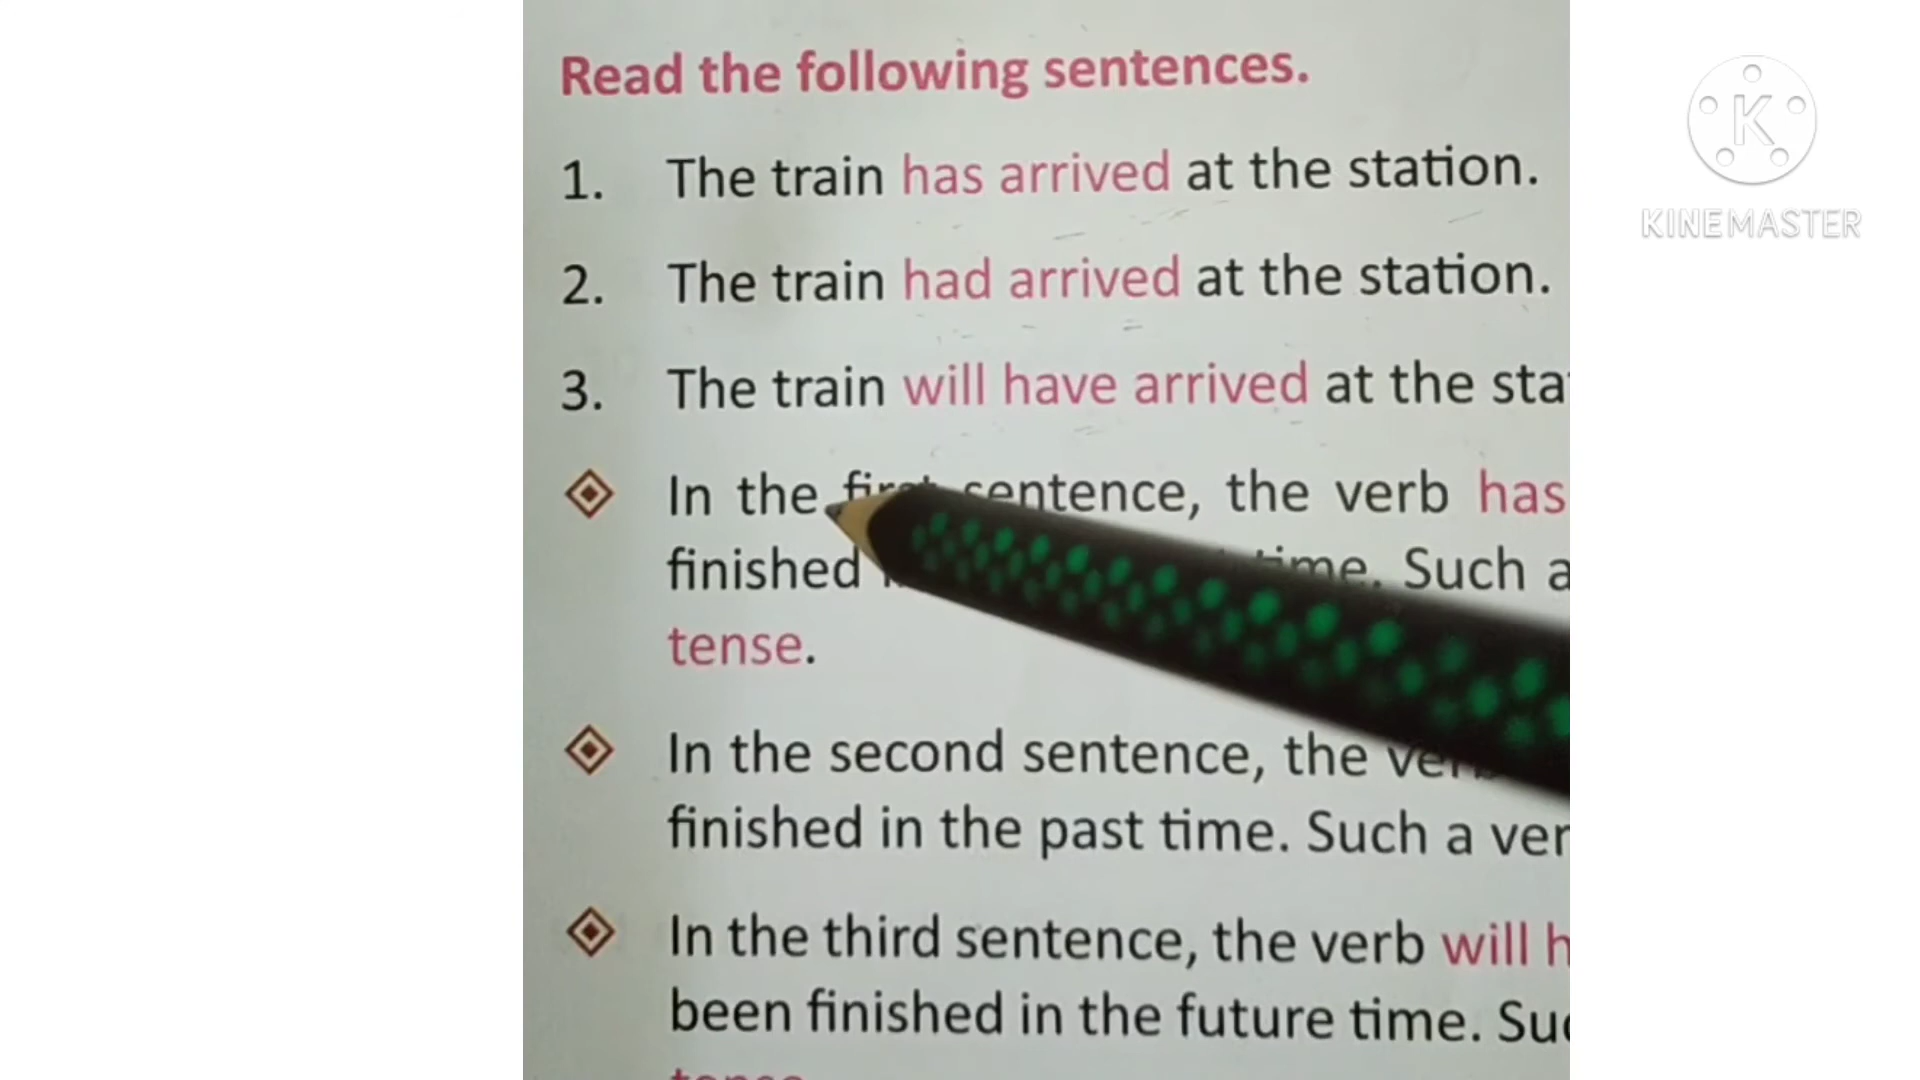 Read the following sentences.
1. The train has arrived at the station.
2. The train had arrived at the station.
3. The train will have arrived at the
In the first sentence, the verb has
finished time. Such a
tense.
In the second sentence, the
finished in the past time. Such a
In the third sentence, the verb will
been finished in the future time.
tense
K
KINEMASTER